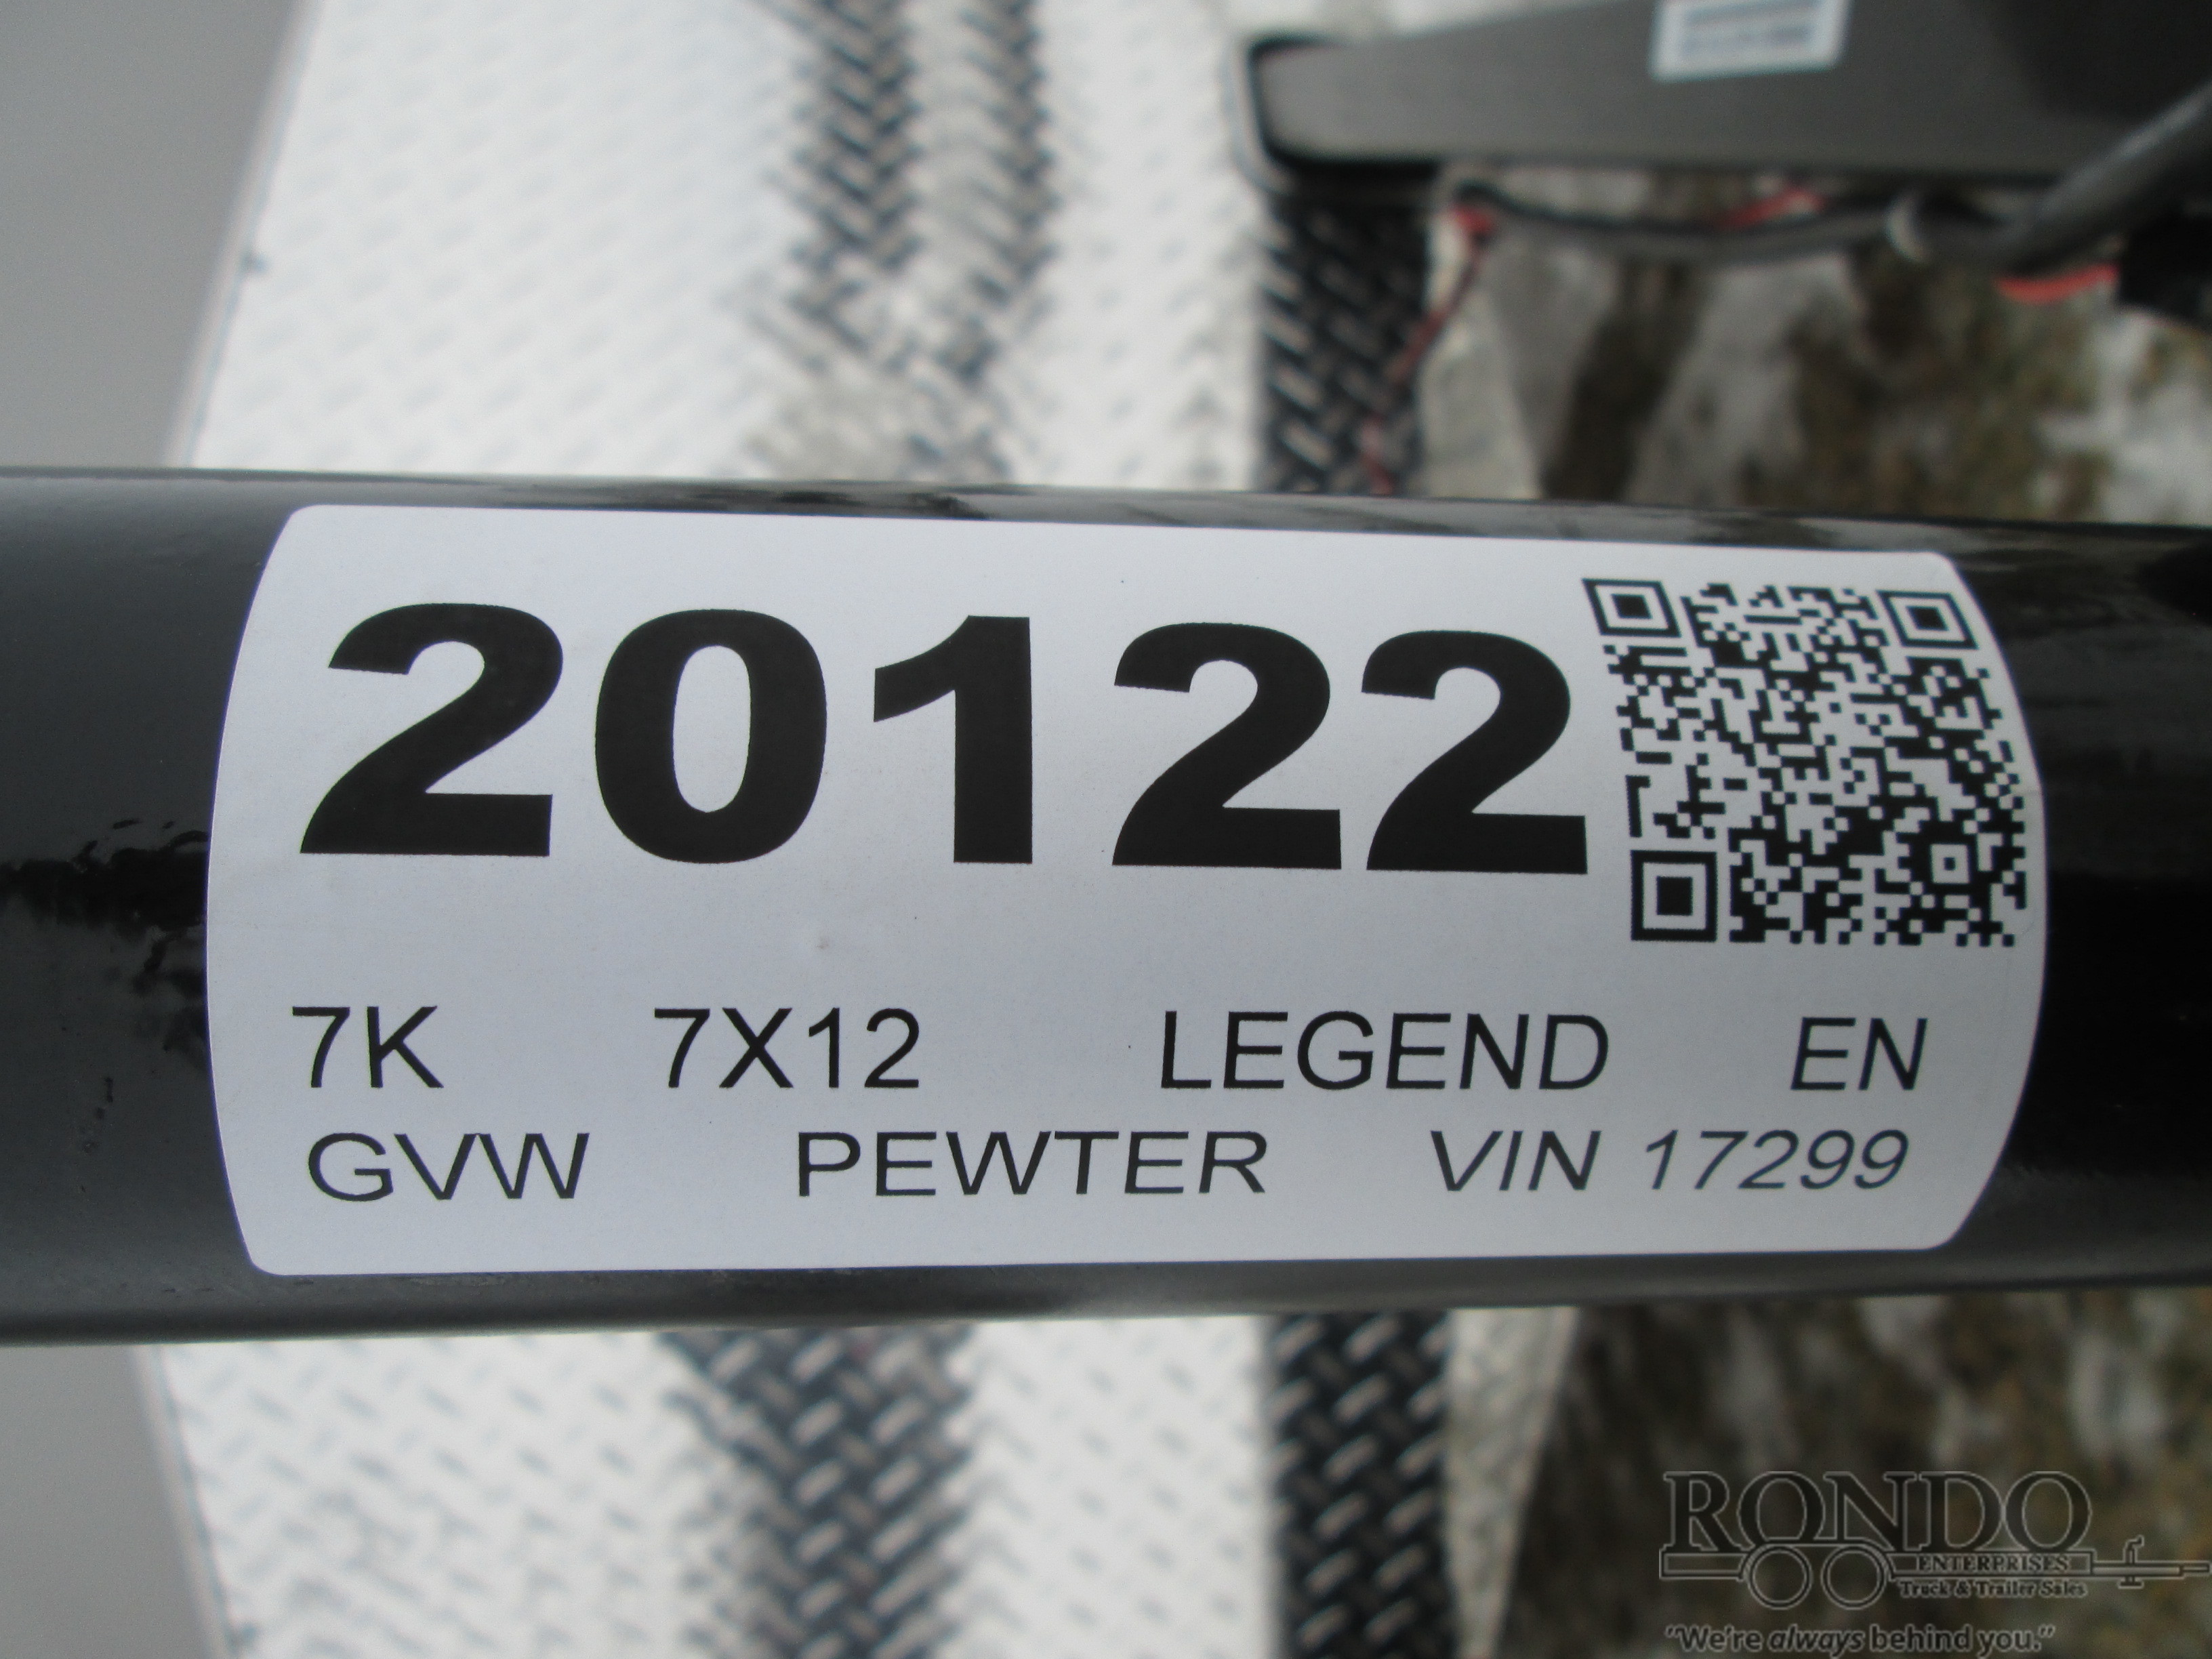 20122
7K 7X12 LEGEND EN
GVW PEWTER VIN 17299
RONDO
ENTERPRISES
Truck & Trailer Sales
"We're always behind you."